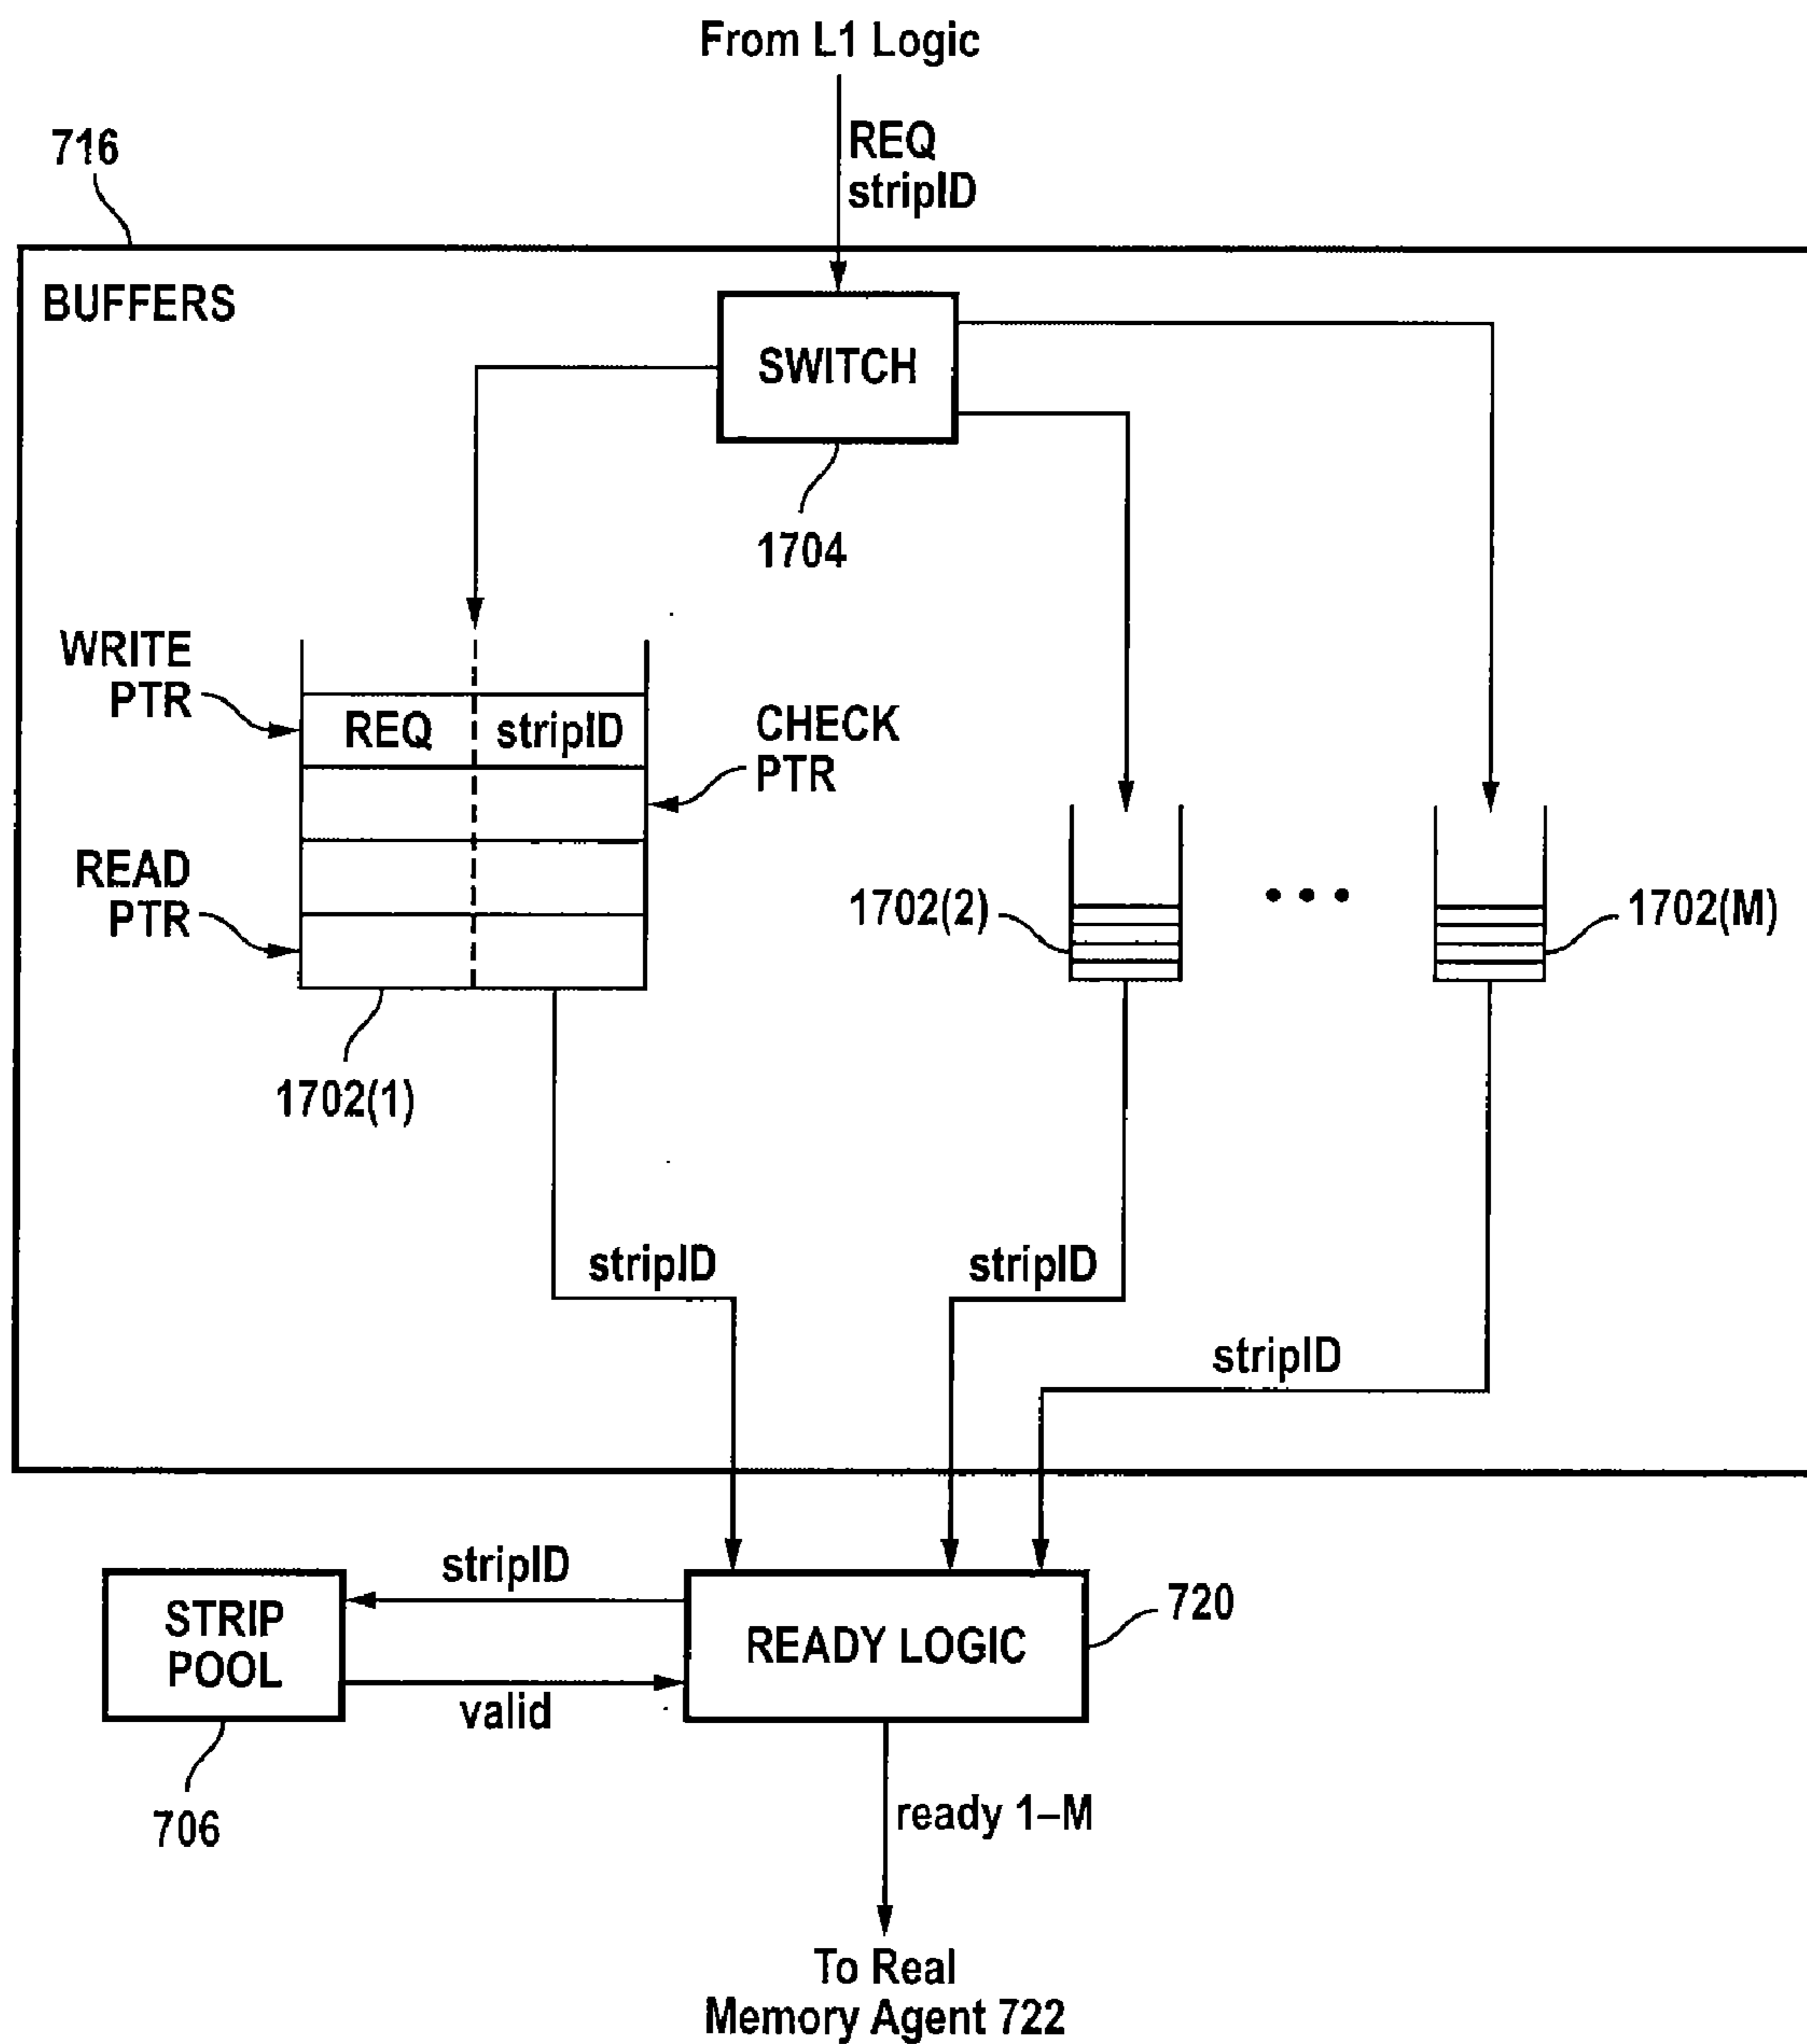 From L1 Logic
REQ
stripID
716
BUFFERS
SWITCH
1704
WRITE
PTR
REQ
stripID
CHECK
PTR
READ
PTR
1702(2)
1702(M)
1702(1)
stripID
stripID
stripID
stripID
STRIP
POOL
READY LOGIC
720
valid
706
ready 1–M
To Real
Memory Agent 722